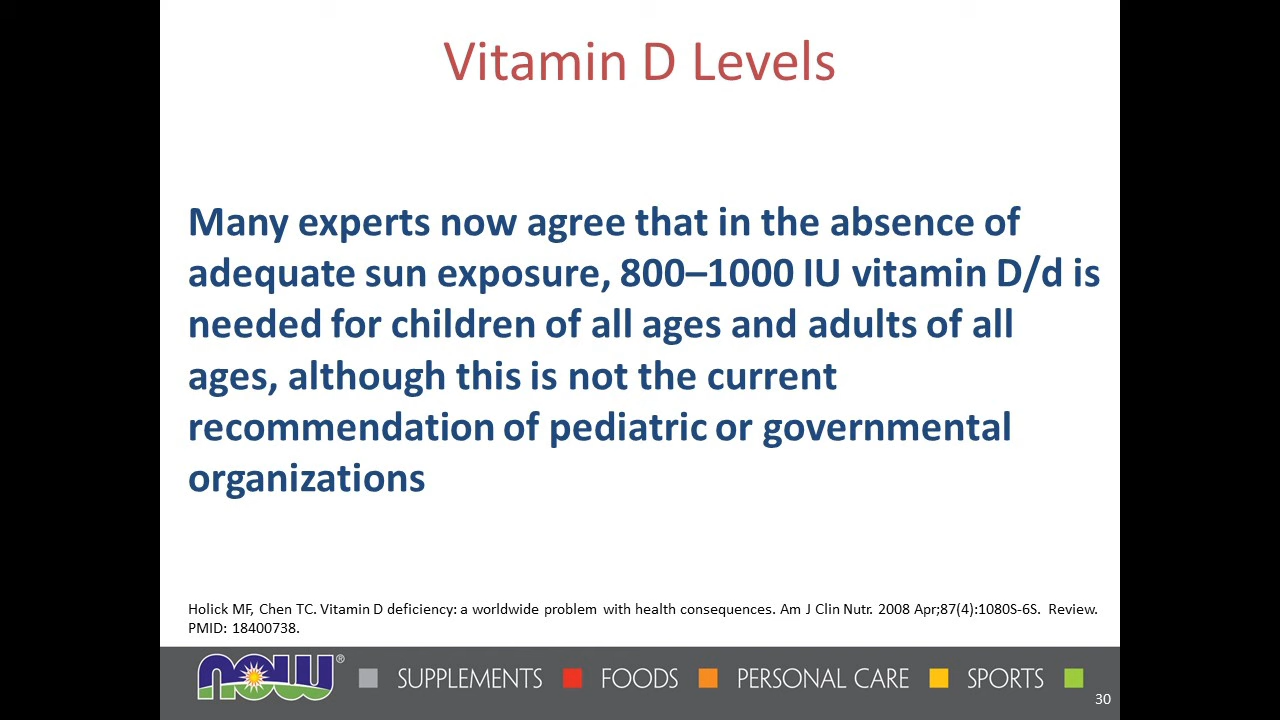 Vitamin D Levels
Many experts now agree that in the absence of
adequate sun exposure, 800–1000 IU vitamin D/d is
needed for children of all ages and adults of all
ages, although this is not the current
recommendation of pediatric or governmental
organizations
Holick MF, Chen TC. Vitamin D deficiency: a worldwide problem with health consequences. Am J Clin Nutr. 2008 Apr;87(4):1080S-6S. Review.
PMID: 18400738.
now® SUPPLEMENTS FOODS PERSONAL CARE SPORTS
30